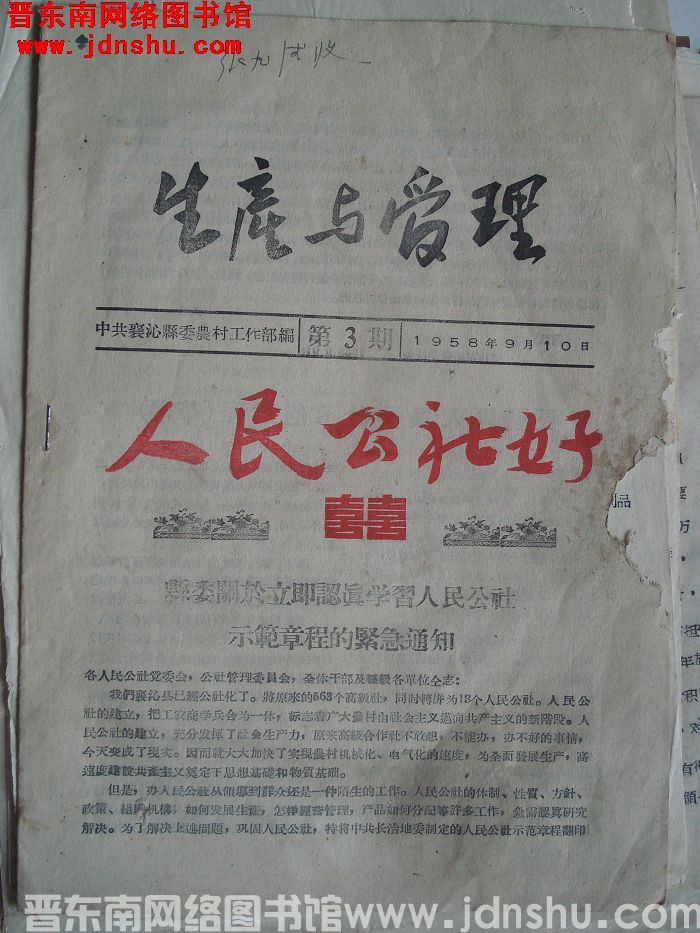 晋东南网络图书馆
www.jdnshu.com
生產与管理
中共襄沁縣委農村工作部編
第3期
1958年9月10日
人民公社好
囍
縣委關於立即認眞学習人民公社
示範章程的緊急通知
各人民公社党委会，公社管理委員会，全体干部及縣級各單位仝志：
我們襄沁县已經公社化了。將原來的563个高級社，同时轉併为13个人民公社。人民公
社的建立，把工农商学兵合为一体，标志着广大農村由社会主义邁向共产主义的新階段。人
民公社的建立，充分发揮了社会生产力，原来高級合作社不敢想，不能办，办不好的事情，
今天变成了現实。因而就大大加快了実現農村机械化、电气化的速度，为全面發展生产，高
速度建設共產主义奠定下思想基礎和物質基础。
但是，办人民公社从領導到群众还是一件陌生的工作。人民公社的体制、性質、方針、
政策、組織机構，如何发展生產，怎样經營管理，产品如何分配等許多工作，急需認眞研究
解决。为了解决上述問題，巩固人民公社，特将中共长治地委制定的人民公社示范章程翻印
品
万
晋东南网络图书馆www.jdnshu.com